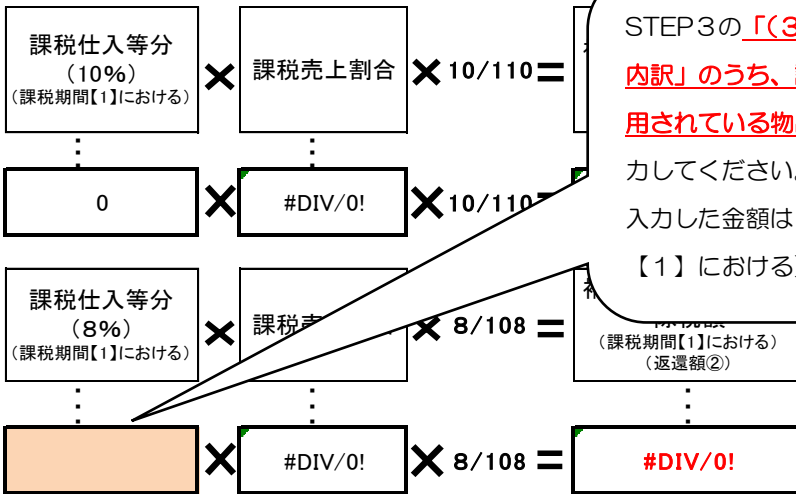 課税仕入等分
（10%）
（課税期間【1】における）
×
課税売上割合
×10/110＝
STEP3の「（3
内訳」のうち、
用されている物
力してください。
入力した金額は
【1】における
0
×
#DIV/0!
×10/110
課税仕入等分
（8%）
（課税期間【1】における）
×
課税
× 8/108 ＝
（課税期間【1】における）
（返還額②）
×
#DIV/0!
× 8/108 ＝
#DIV/0!